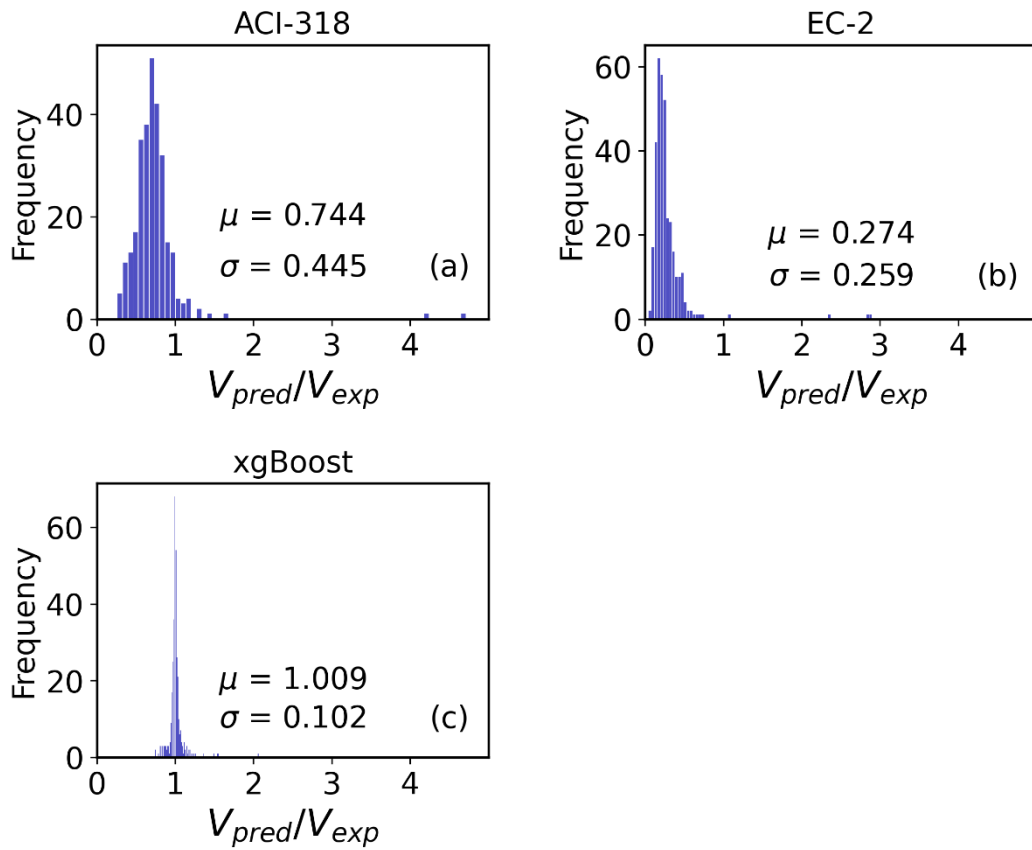 ACI-318
Frequency
40
20
0
μ = 0.744
σ = 0.445
(a)
0 1 2 3 4
V_pred/V_exp
EC-2
Frequency
60
40
20
0
μ = 0.274
σ = 0.259
(b)
0 1 2 3 4
V_pred/V_exp
xgBoost
Frequency
60
40
20
0
μ = 1.009
σ = 0.102
(c)
0 1 2 3 4
V_pred/V_exp